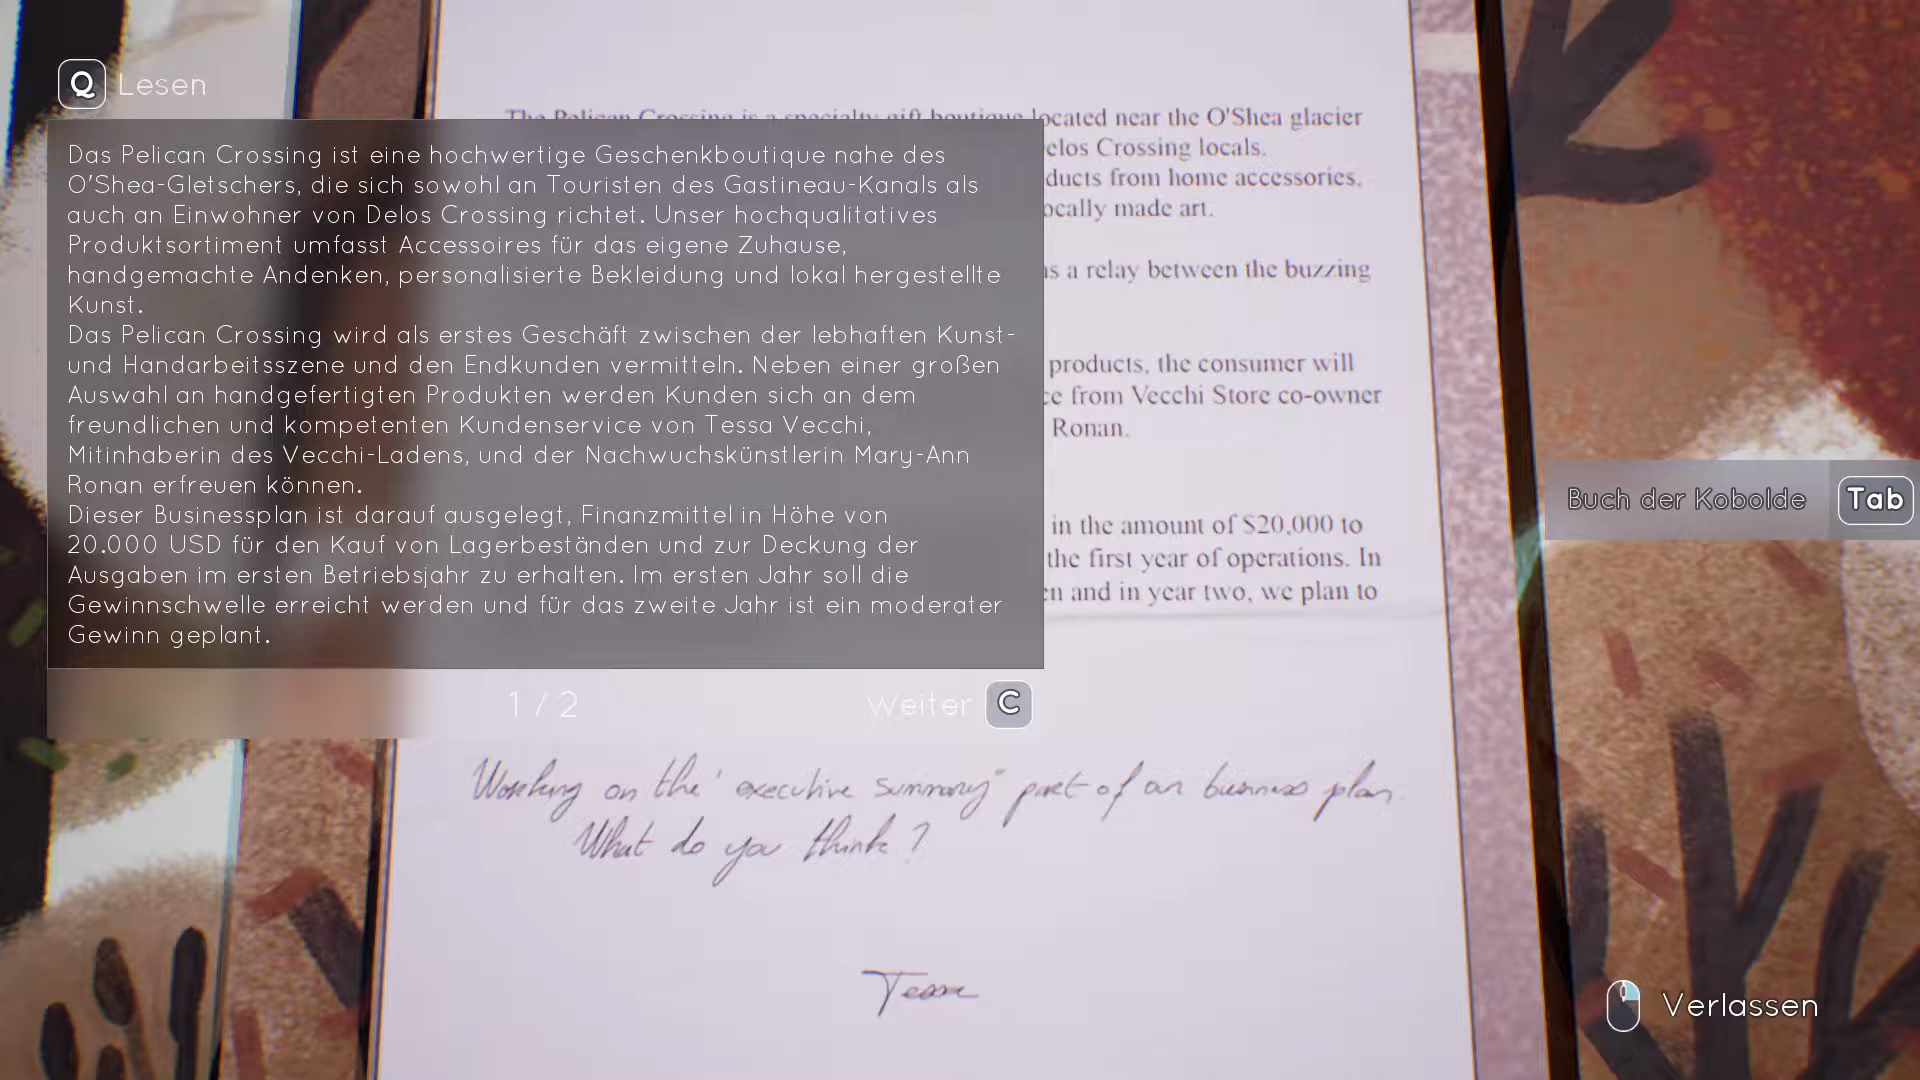 Q Lesen
The Pelican Crossing is a specialty gift boutique located near the O'Shea glacier
elos Crossing locals.
ducts from home accessories,
ocally made art.
as a relay between the buzzing
products, the consumer will
ce from Vecchi Store co-owner
Ronan.
in the amount of $20,000 to
the first year of operations. In
en and in year two, we plan to
Das Pelican Crossing ist eine hochwertige Geschenkboutique nahe des
O'Shea-Gletschers, die sich sowohl an Touristen des Gastineau-Kanals als
auch an Einwohner von Delos Crossing richtet. Unser hochqualitatives
Produktsortiment umfasst Accessoires für das eigene Zuhause,
handgemachte Andenken, personalisierte Bekleidung und lokal hergestellte
Kunst.
Das Pelican Crossing wird als erstes Geschäft zwischen der lebhaften Kunst-
und Handarbeitsszene und den Endkunden vermitteln. Neben einer großen
Auswahl an handgefertigten Produkten werden Kunden sich an dem
freundlichen und kompetenten Kundenservice von Tessa Vecchi,
Mitinhaberin des Vecchi-Ladens, und der Nachwuchskünstlerin Mary-Ann
Ronan erfreuen können.
Dieser Businessplan ist darauf ausgelegt, Finanzmittel in Höhe von
20.000 USD für den Kauf von Lagerbeständen und zur Deckung der
Ausgaben im ersten Betriebsjahr zu erhalten. Im ersten Jahr soll die
Gewinnschwelle erreicht werden und für das zweite Jahr ist ein moderater
Gewinn geplant.
1 / 2
Weiter C
Buch der Kobolde Tab
Working on the "executive summary" part of our business plan.
What do you think?
Tessa
Verlassen